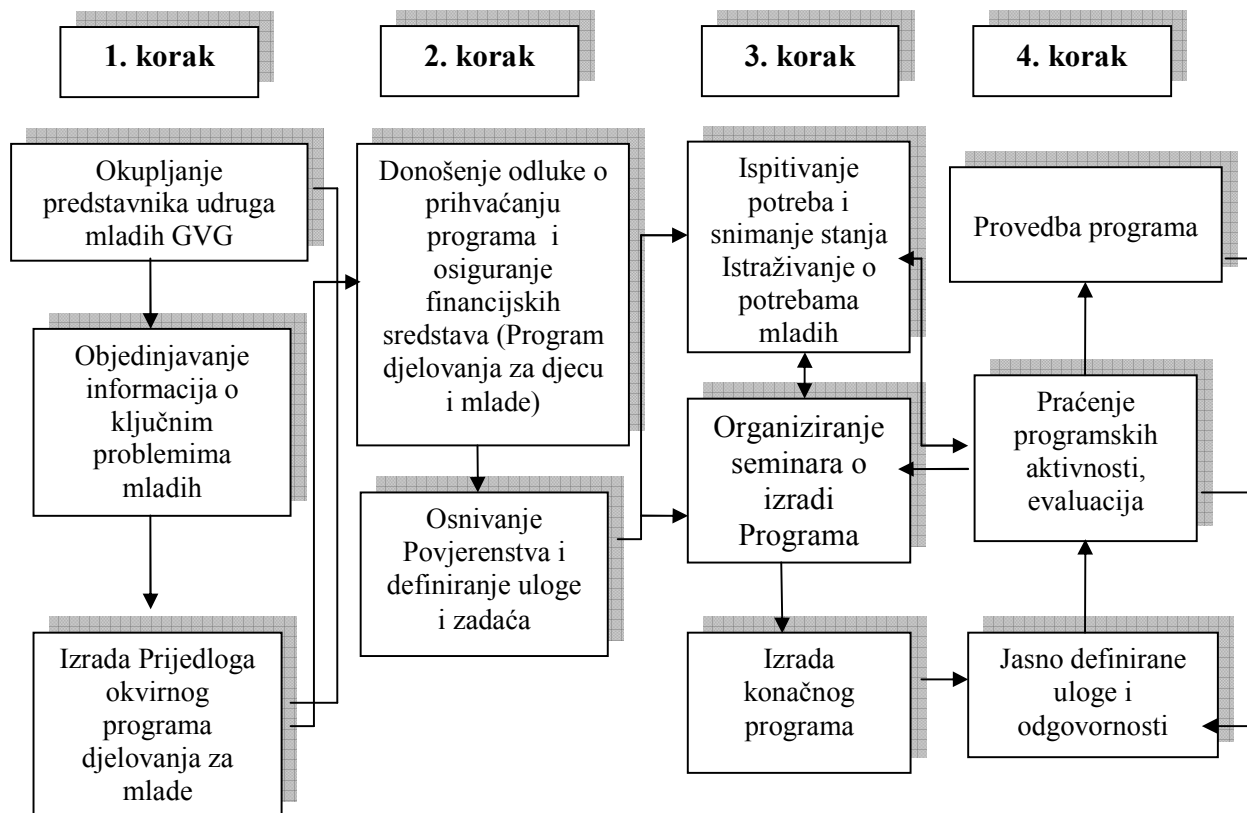 1. korak
2. korak
3. korak
4. korak
Okupljanje
predstavnika udruga
mladih GVG
Objedinjavanje
informacija o
ključnim
problemima
mladih
Izrada Prijedloga
okvirnog
programa
djelovanja za
mlade
Donošenje odluke o
prihvaćanju
programa i
osiguranje
financijskih
sredstava (Program
djelovanja za djecu
i mlade)
Osnivanje
Povjerenstva i
definiranje uloge
i zadaća
Ispitivanje
potreba i
snimanje stanja
Istraživanje o
potrebama
mladih
Organiziranje
seminara o
izradi
Programa
Izrada
konačnog
programa
Provedba programa
Praćenje
programskih
aktivnosti,
evaluacija
Jasno definirane
uloge i
odgovornosti